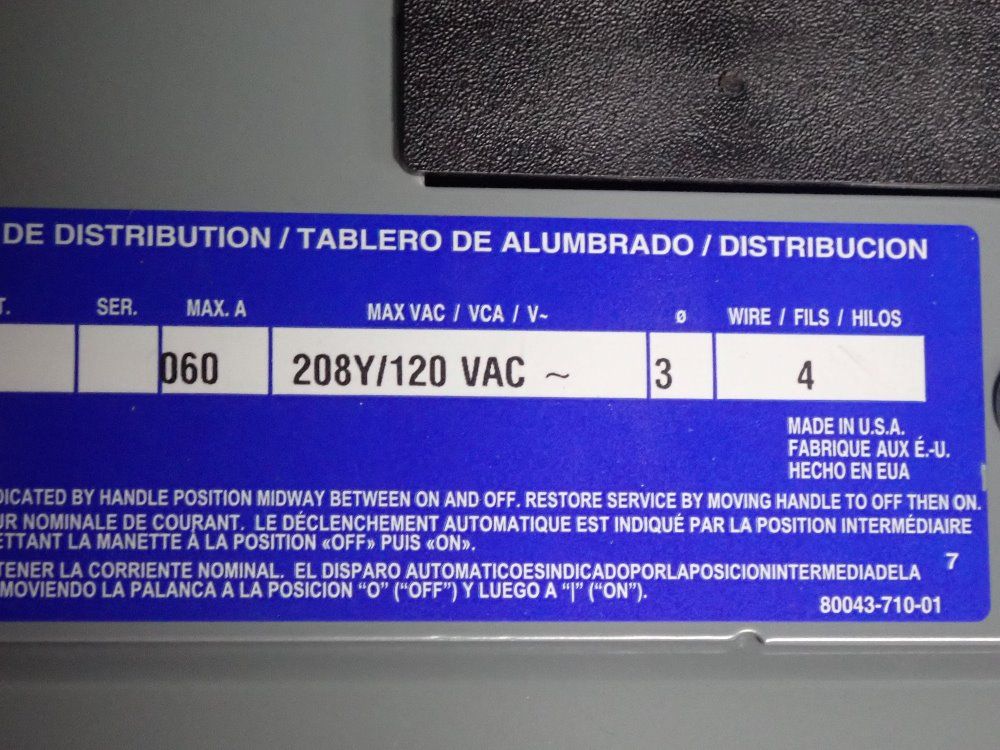 DE DISTRIBUTION / TABLERO DE ALUMBRADO / DISTRIBUCION
T. SER. MAX. A MAX VAC / VCA / V~ ø WIRE / FILS / HILOS
060 208Y/120 VAC ~ 3 4
MADE IN U.S.A.
FABRIQUE AUX É.-U.
HECHO EN EUA
DICATED BY HANDLE POSITION MIDWAY BETWEEN ON AND OFF. RESTORE SERVICE BY MOVING HANDLE TO OFF THEN ON.
UR NOMINALE DE COURANT. LE DÉCLENCHEMENT AUTOMATIQUE EST INDIQUÉ PAR LA POSITION INTERMÉDIAIRE
ETTANT LA MANETTE À LA POSITION «OFF» PUIS «ON».
TENER LA CORRIENTE NOMINAL. EL DISPARO AUTOMATICOESINDICADOPORLAPOSICIONINTERMEDIADELA
MOVIENDO LA PALANCA A LA POSICION “O” (“OFF”) Y LUEGO A “|” (“ON”).
7
80043-710-01